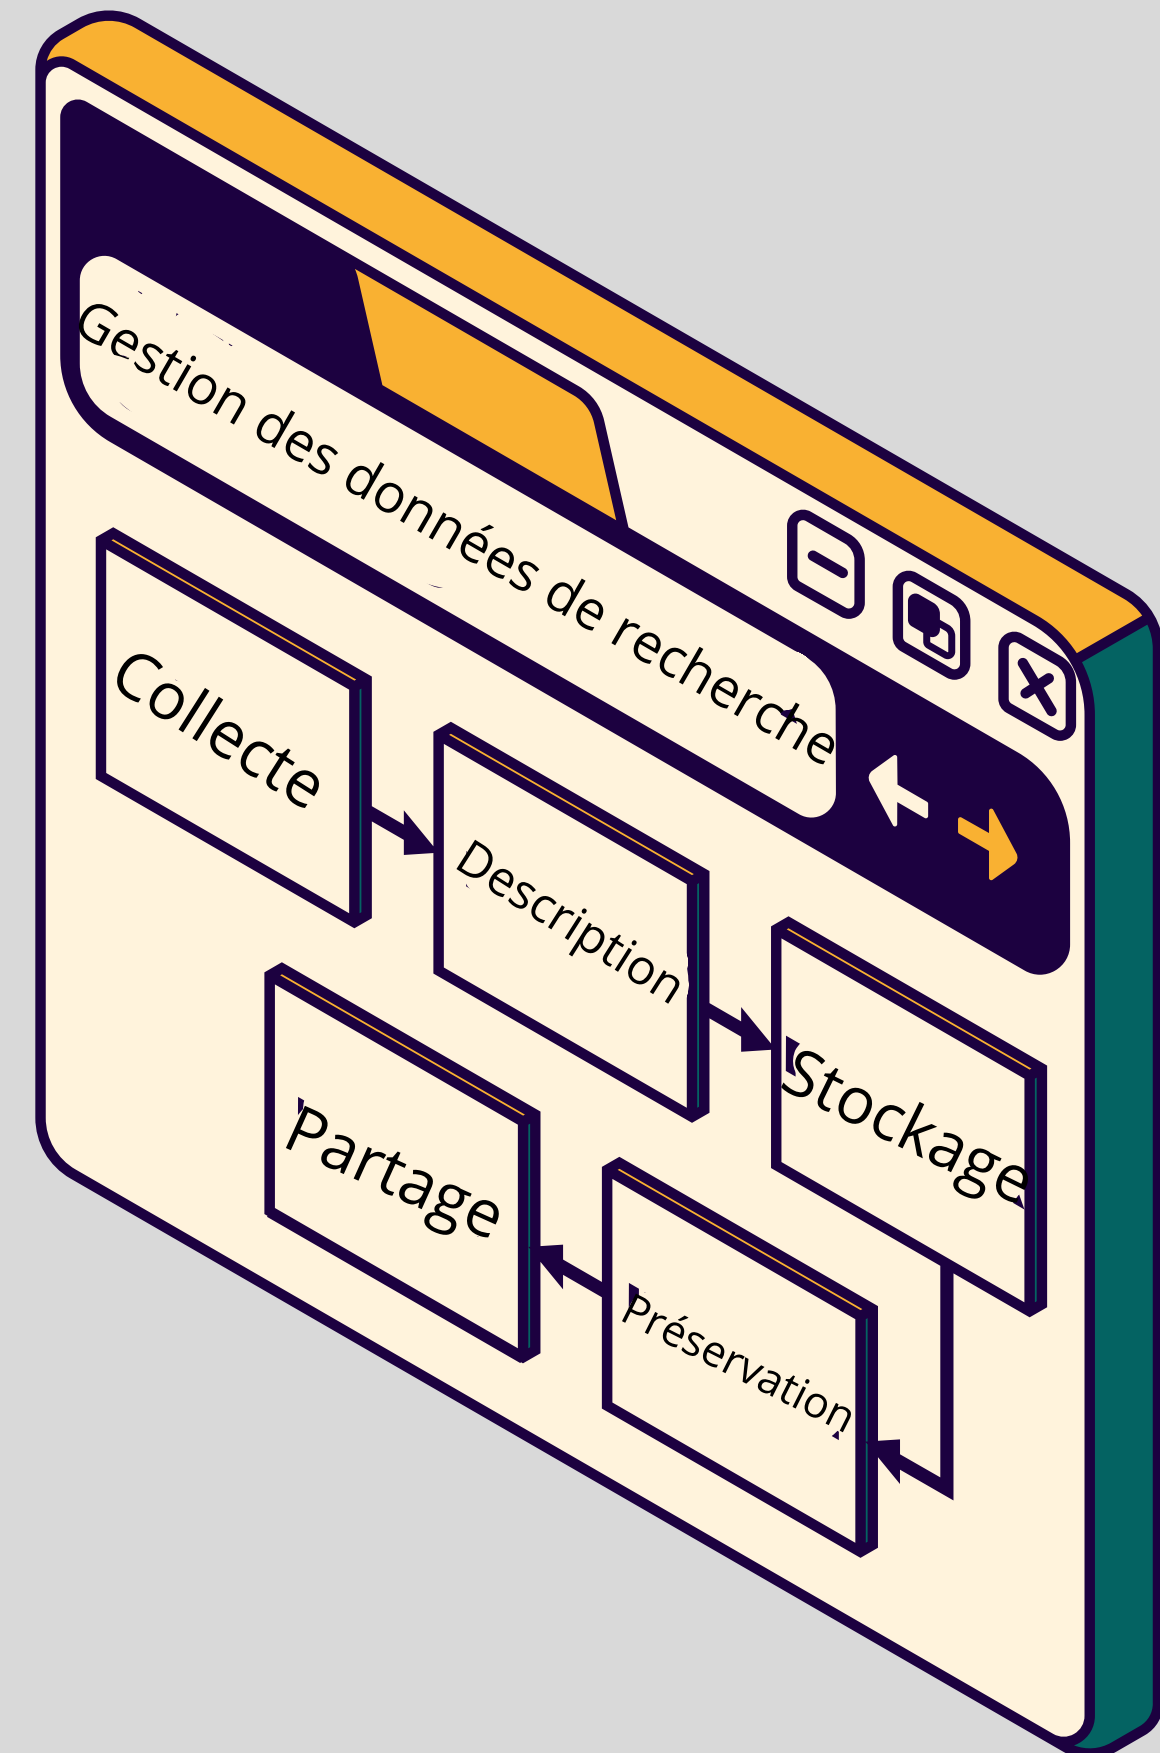 Gestion des données de recherche
Collecte
Description
Stockage
Partage
Préservation